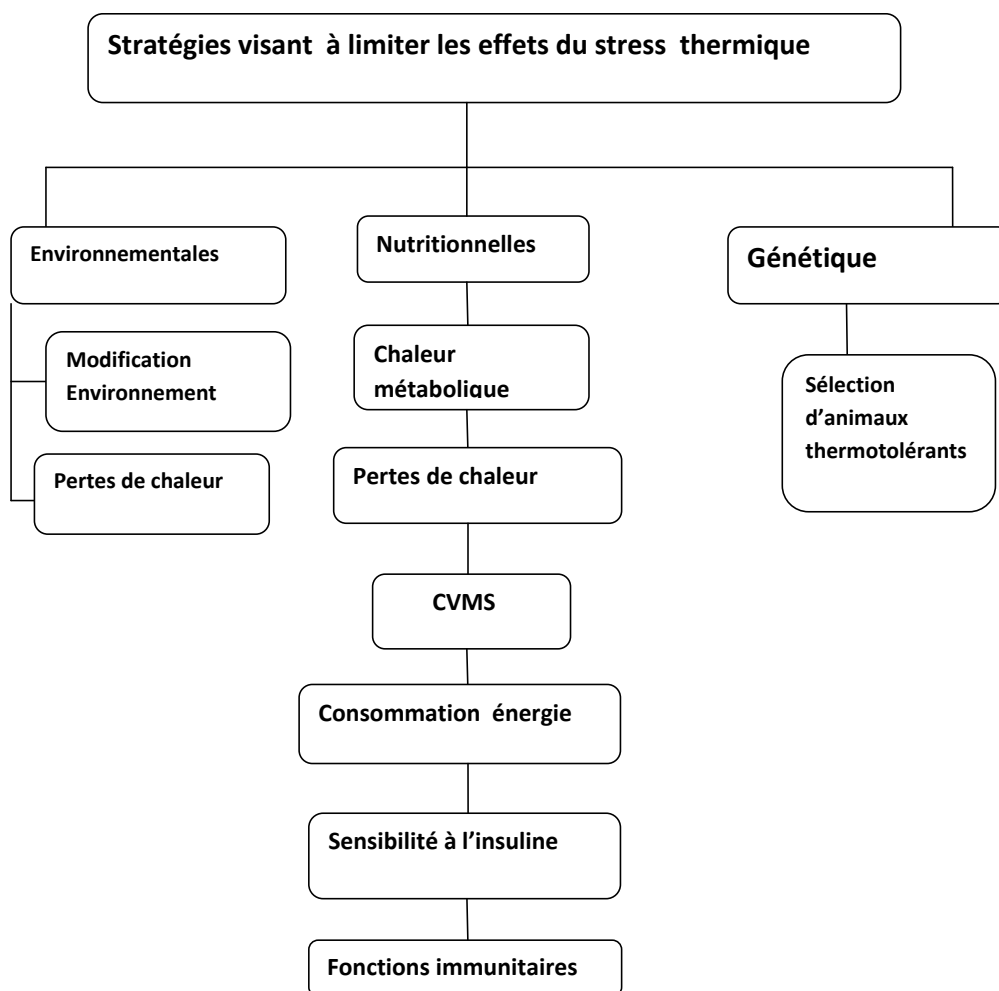 Stratégies visant à limiter les effets du stress thermique
Environnementales
Modification
Environnement
Pertes de chaleur
Nutritionnelles
Chaleur
métabolique
Pertes de chaleur
CVMS
Consommation énergie
Sensibilité à l’insuline
Fonctions immunitaires
Génétique
Sélection
d’animaux
thermotolérants